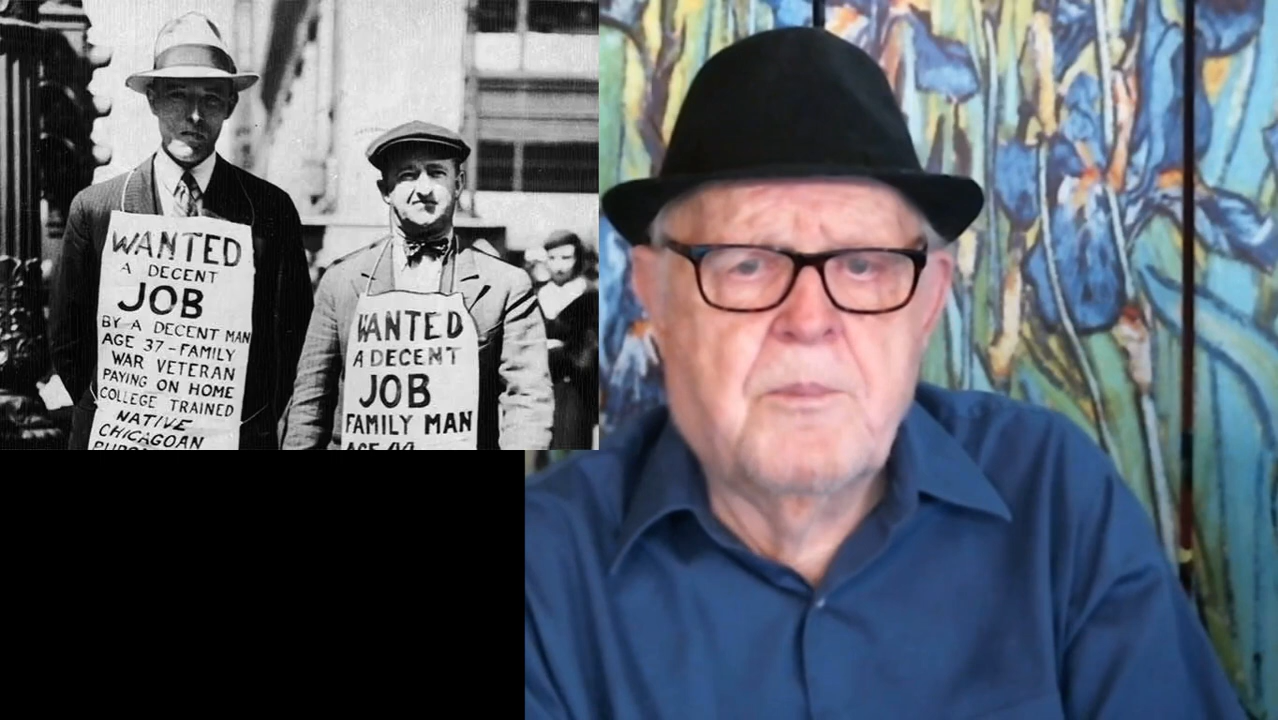 WANTED
A DECENT
JOB
BY A DECENT MAN
AGE 37-FAMILY
WAR VETERAN
PAYING ON HOME
COLLEGE TRAINED
NATIVE
CHICAGOAN
WANTED
A DECENT
JOB
FAMILY MAN
AGE